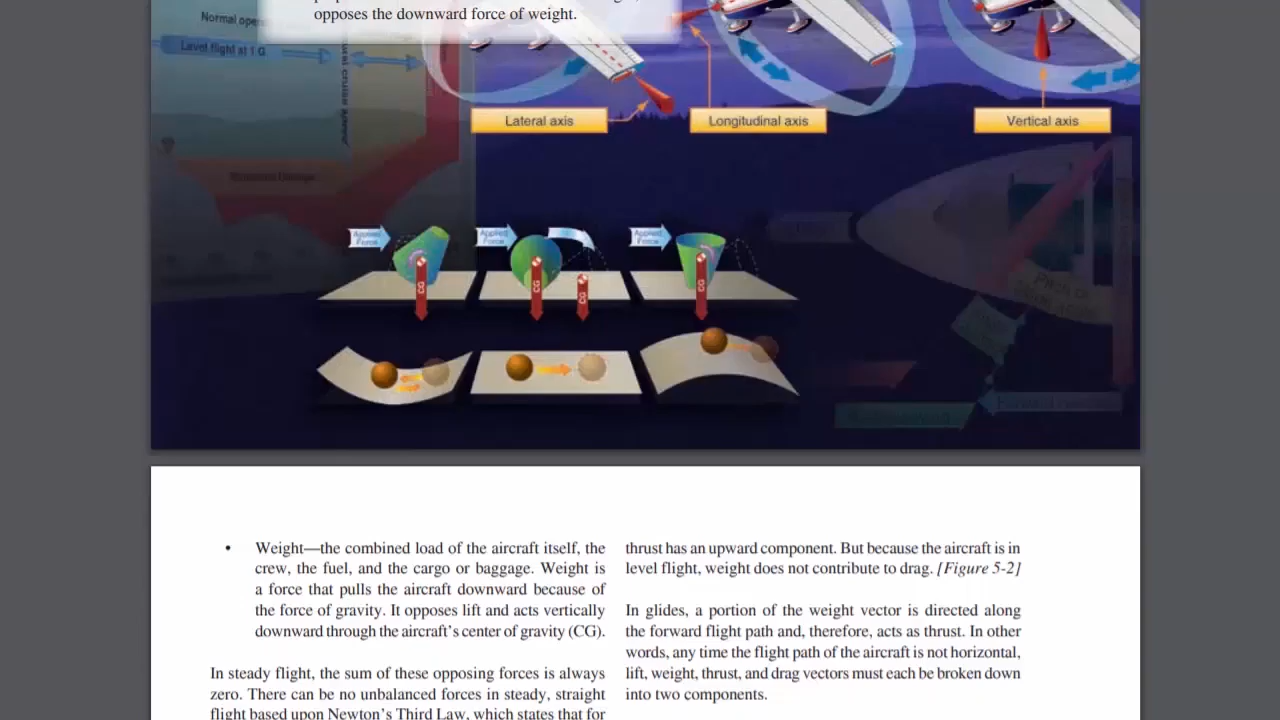 opposes the downward force of weight.
Normal
Level flight at 1 G
Lateral axis
Longitudinal axis
Vertical axis
Applied Force
Applied Force
Applied Force
CG
CG
CG
CG
• Weight—the combined load of the aircraft itself, the
crew, the fuel, and the cargo or baggage. Weight is
a force that pulls the aircraft downward because of
the force of gravity. It opposes lift and acts vertically
downward through the aircraft's center of gravity (CG).
In steady flight, the sum of these opposing forces is always
zero. There can be no unbalanced forces in steady, straight
flight based upon Newton's Third Law, which states that for
thrust has an upward component. But because the aircraft is in
level flight, weight does not contribute to drag. [Figure 5-2]
In glides, a portion of the weight vector is directed along
the forward flight path and, therefore, acts as thrust. In other
words, any time the flight path of the aircraft is not horizontal,
lift, weight, thrust, and drag vectors must each be broken down
into two components.